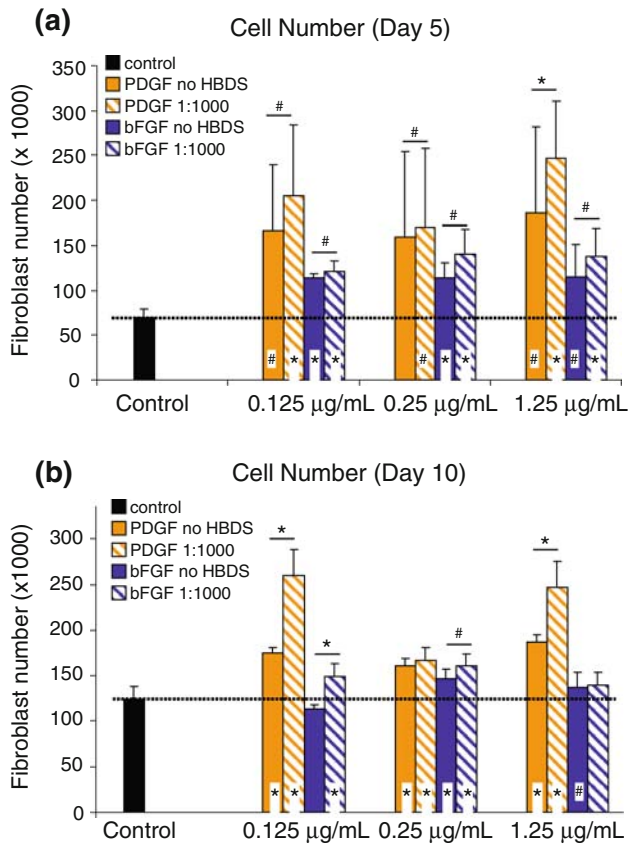 (a)
Cell Number (Day 5)
Fibroblast number (x 1000)
350
300
250
200
150
100
50
0
control
PDGF no HBDS
PDGF 1:1000
bFGF no HBDS
bFGF 1:1000
# # # # * #
# * * * # * * # * # *
Control 0.125 µg/mL 0.25 µg/mL 1.25 µg/mL
(b)
Cell Number (Day 10)
Fibroblast number (x1000)
300
250
200
150
100
50
0
control
PDGF no HBDS
PDGF 1:1000
bFGF no HBDS
bFGF 1:1000
* * # *
* * * * * * * * * #
Control 0.125 µg/mL 0.25 µg/mL 1.25 µg/mL